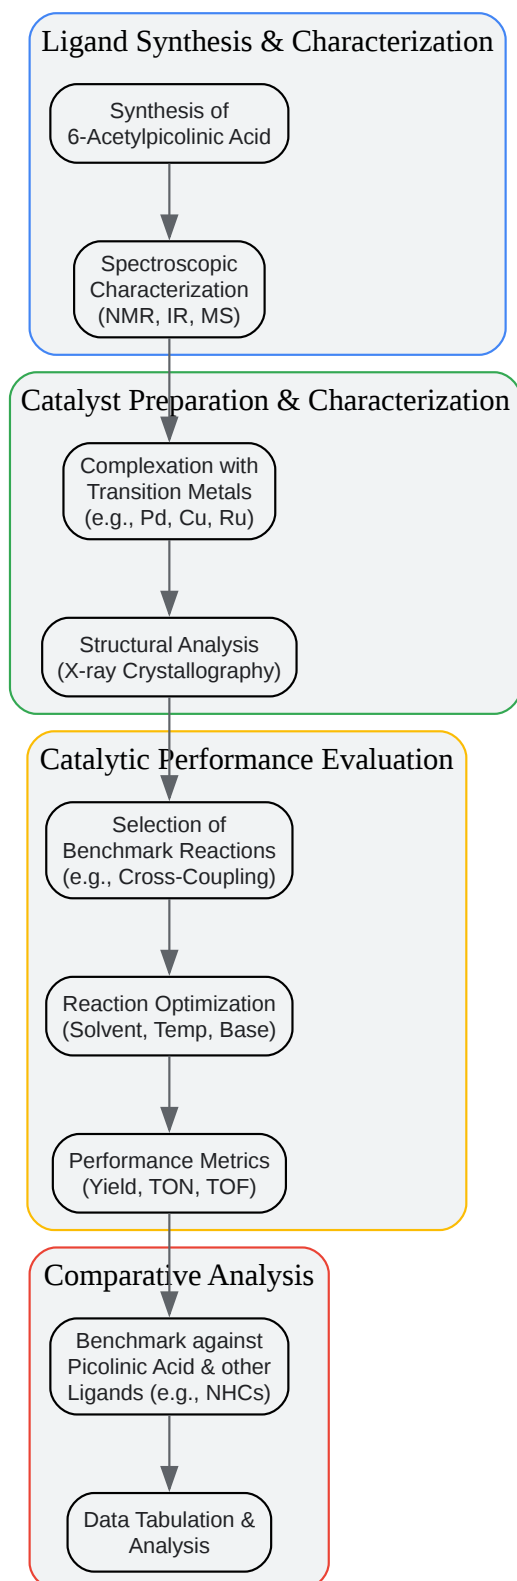 Ligand Synthesis & Characterization
Synthesis of
6-Acetylpicolinic Acid
Spectroscopic
Characterization
(NMR, IR, MS)
Catalyst Preparation & Characterization
Complexation with
Transition Metals
(e.g., Pd, Cu, Ru)
Structural Analysis
(X-ray Crystallography)
Catalytic Performance Evaluation
Selection of
Benchmark Reactions
(e.g., Cross-Coupling)
Reaction Optimization
(Solvent, Temp, Base)
Performance Metrics
(Yield, TON, TOF)
Comparative Analysis
Benchmark against
Picolinic Acid & other
Ligands (e.g., NHCs)
Data Tabulation &
Analysis